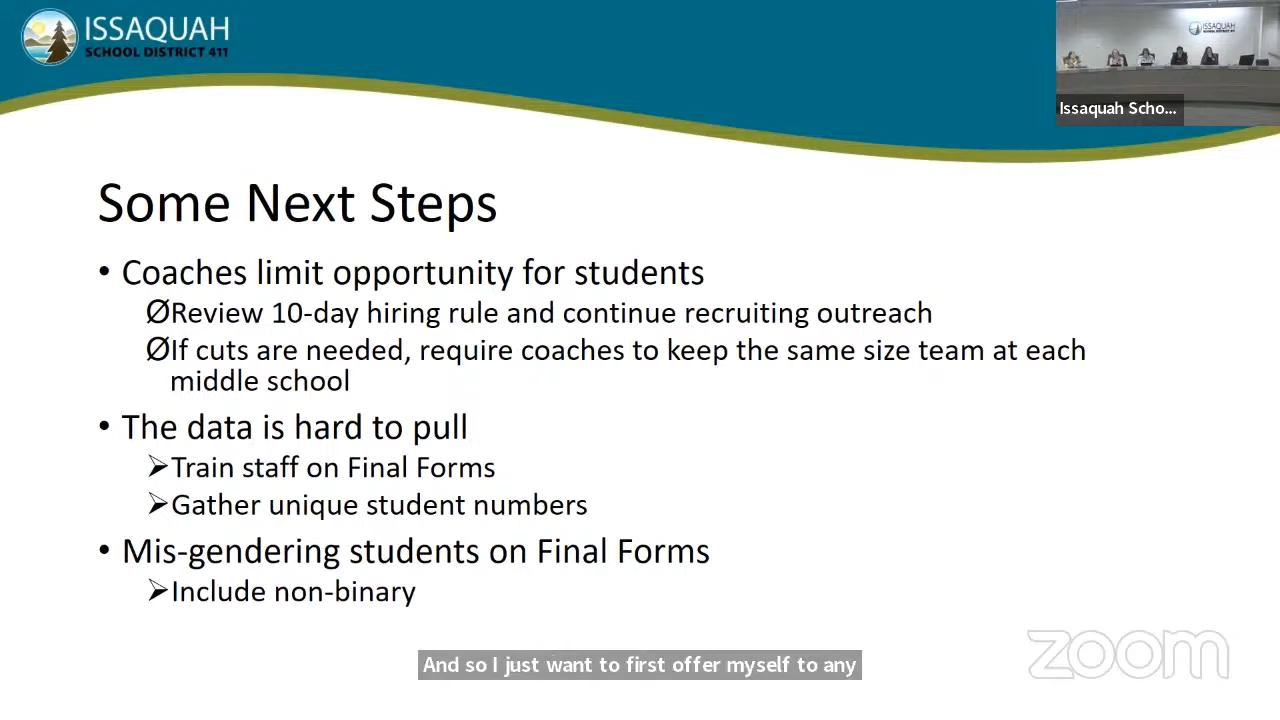 ISSAQUAH
SCHOOL DISTRICT 411
ISSAQUAH
Issaquah Scho...
Some Next Steps
• Coaches limit opportunity for students
ØReview 10-day hiring rule and continue recruiting outreach
ØIf cuts are needed, require coaches to keep the same size team at each
middle school
• The data is hard to pull
➢Train staff on Final Forms
➢Gather unique student numbers
• Mis-gendering students on Final Forms
➢Include non-binary
And so I just want to first offer myself to any
zoom